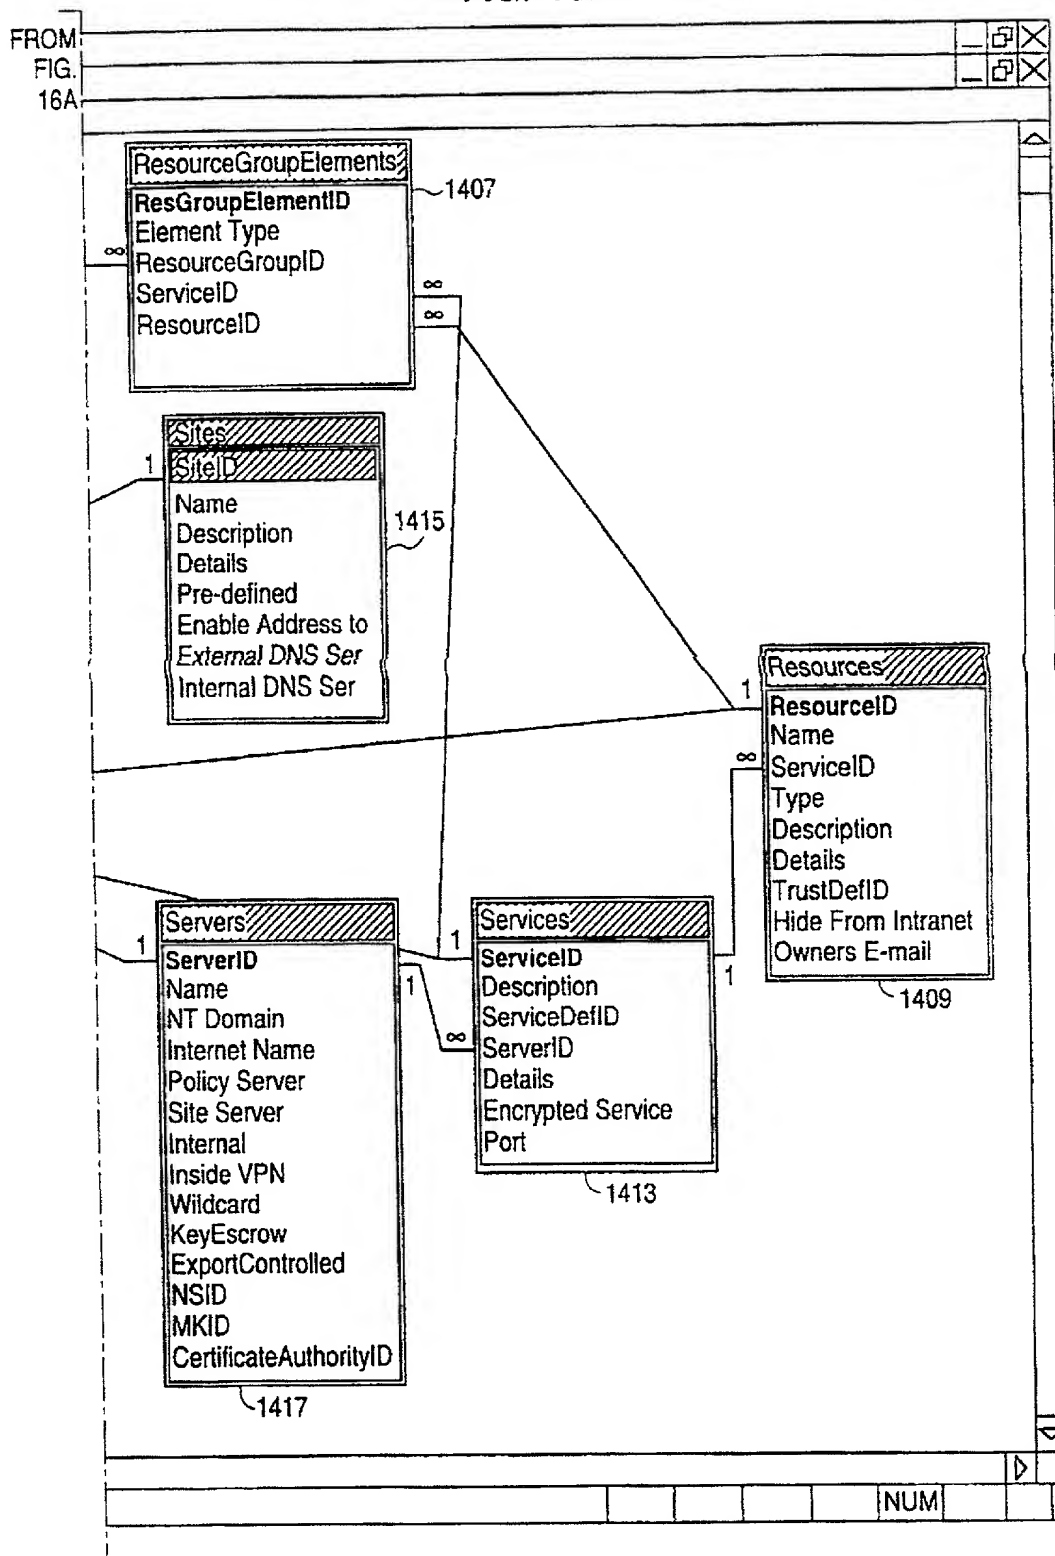 FROM
FIG.
16A
ResourceGroupElements
ResGroupElementID
Element Type
ResourceGroupID
ServiceID
ResourceID
1407
∞
∞
∞
Sites
SiteID
Name
Description
Details
Pre-defined
Enable Address to
External DNS Ser
Internal DNS Ser
1
1415
Resources
ResourceID
Name
ServiceID
Type
Description
Details
TrustDefID
Hide From Intranet
Owners E-mail
1
∞
1409
Servers
ServerID
Name
NT Domain
Internet Name
Policy Server
Site Server
Internal
Inside VPN
Wildcard
KeyEscrow
ExportControlled
NSID
MKID
CertificateAuthorityID
1
1
1417
Services
ServiceID
Description
ServiceDefID
ServerID
Details
Encrypted Service
Port
1
∞
1
1413
NUM